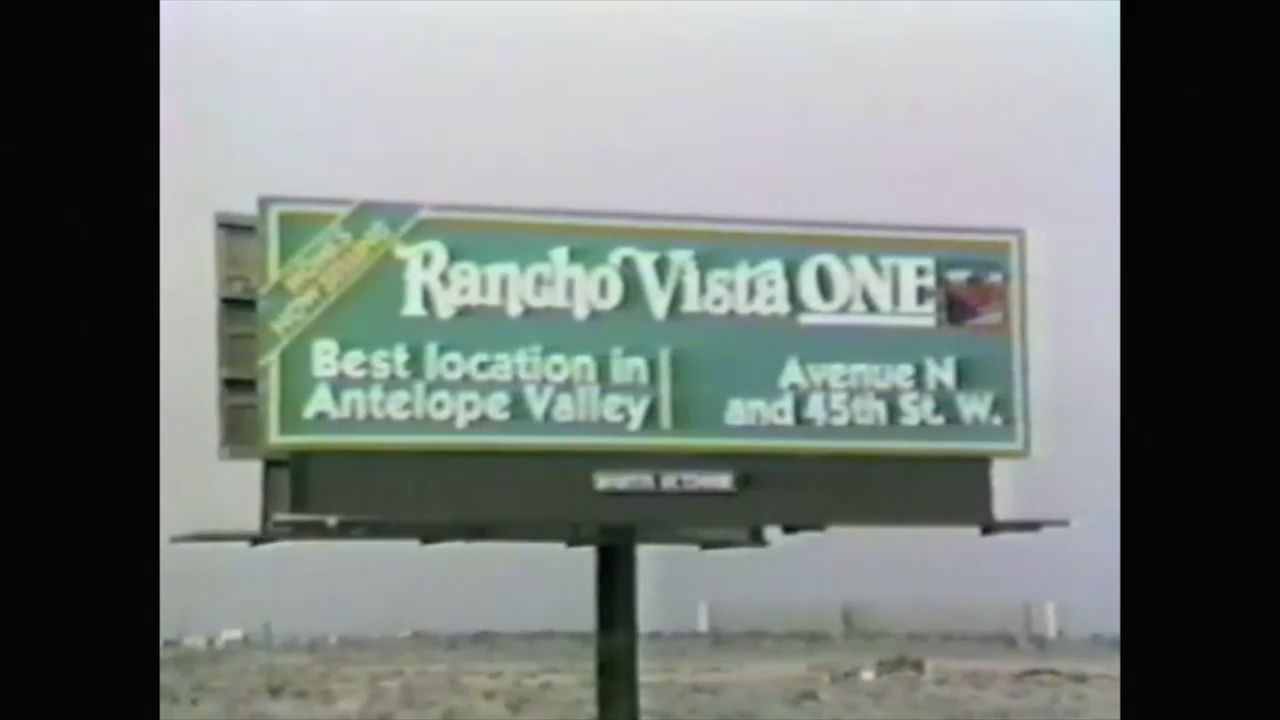 Rancho Vista ONE
Best location in
Antelope Valley
Avenue N
and 45th St. W.